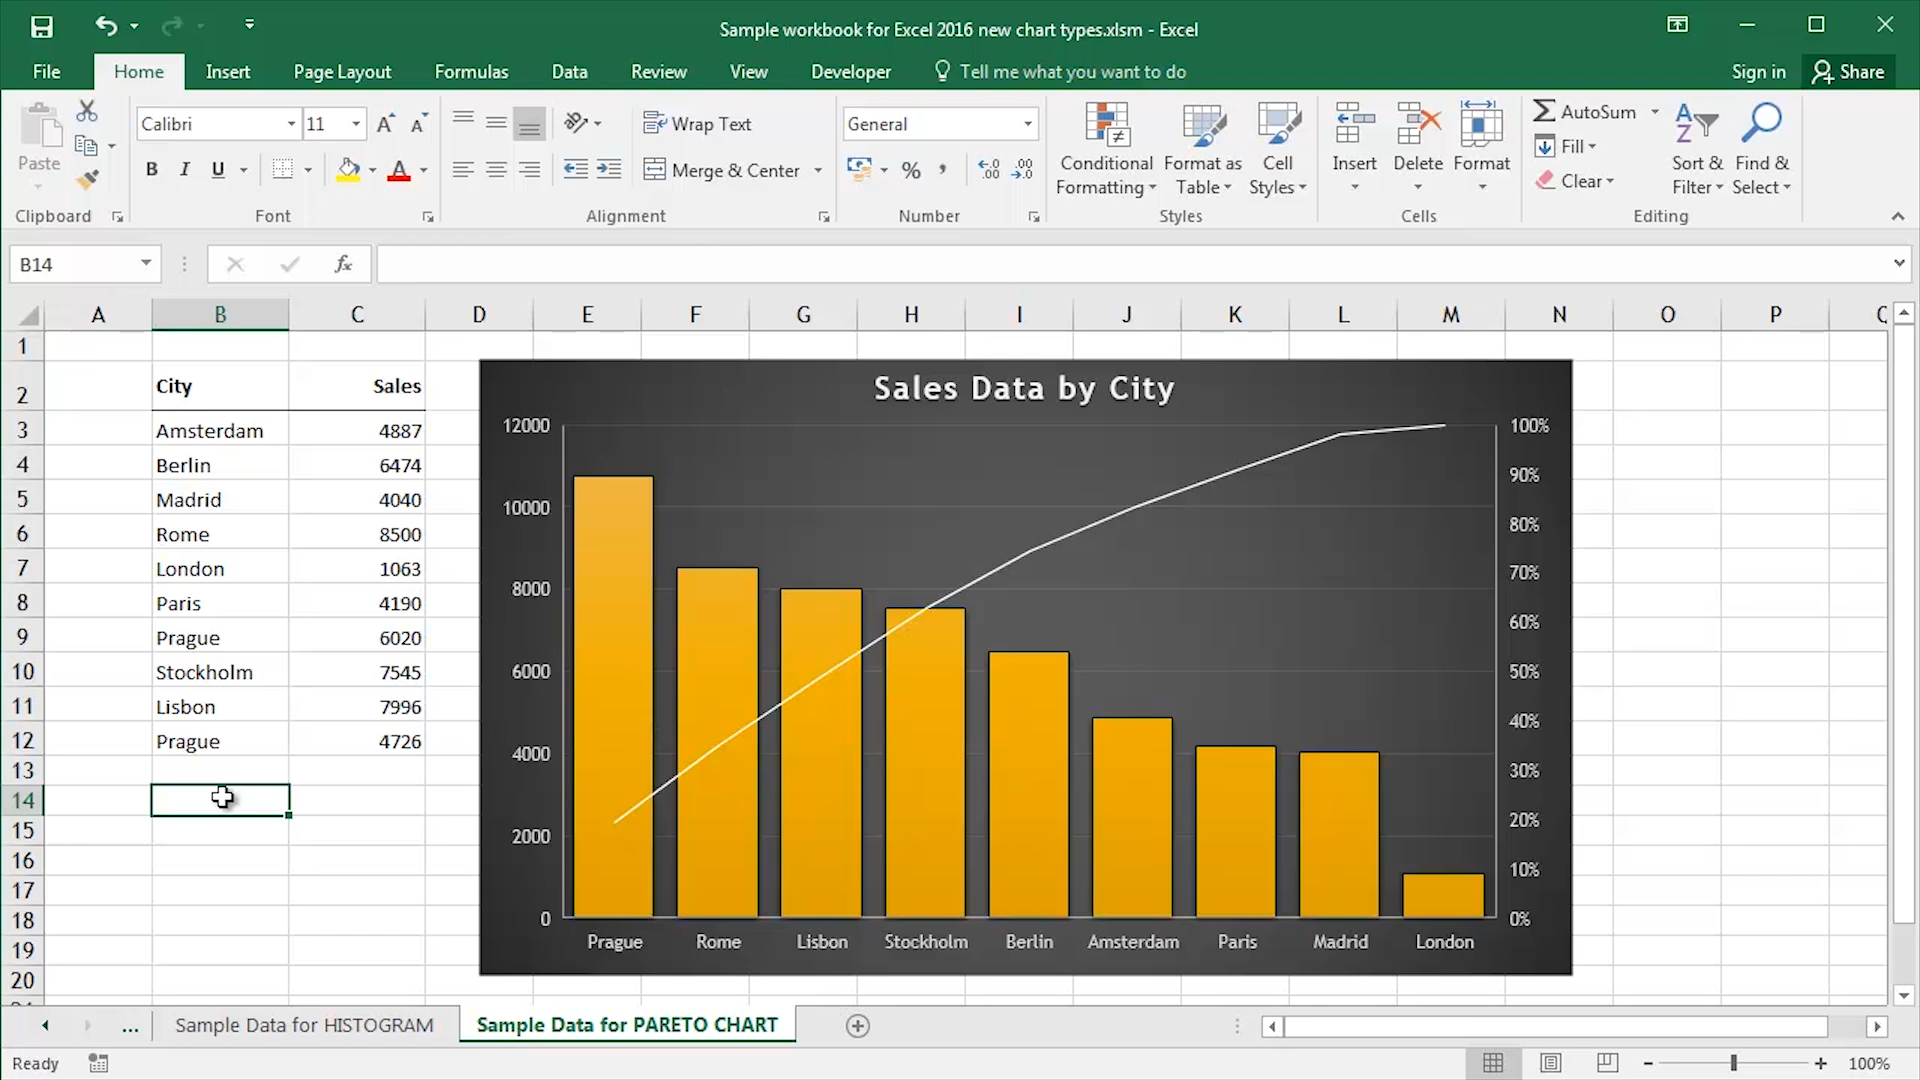 Sample workbook for Excel 2016 new chart types.xlsm - Excel
File Home Insert Page Layout Formulas Data Review View Developer Tell me what you want to do Sign in Share
Paste
Clipboard
Calibri 11
B I U A
Font
Wrap Text
Merge & Center
Alignment
General
% ,
Number
Conditional Formatting
Format as Table
Cell Styles
Styles
Insert Delete Format
Cells
AutoSum
Fill
Clear
Sort & Filter
Find & Select
Editing
B14 fx
A B C D E F G H I J K L M N O P Q
1
2 City Sales
3 Amsterdam 4887
4 Berlin 6474
5 Madrid 4040
6 Rome 8500
7 London 1063
8 Paris 4190
9 Prague 6020
10 Stockholm 7545
11 Lisbon 7996
12 Prague 4726
13
14
15
16
17
18
19
20
Sales Data by City
12000
10000
8000
6000
4000
2000
0
100%
90%
80%
70%
60%
50%
40%
30%
20%
10%
0%
Prague Rome Lisbon Stockholm Berlin Amsterdam Paris Madrid London
... Sample Data for HISTOGRAM Sample Data for PARETO CHART
Ready 100%